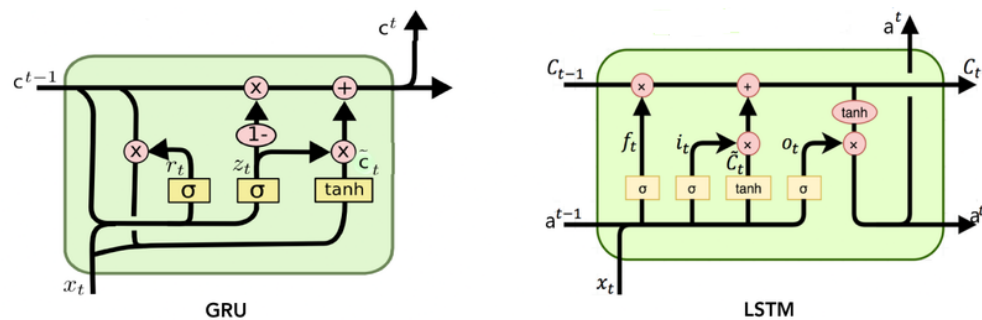 c^t
c^{t-1}
x
+
1-
x
r_t
z_t
x
c̃_t
σ
σ
tanh
x_t
GRU
a^t
C_{t-1}
×
+
C_t
tanh
f_t
i_t
×
C̃_t
o_t
×
σ
σ
tanh
σ
a^{t-1}
a^t
x_t
LSTM